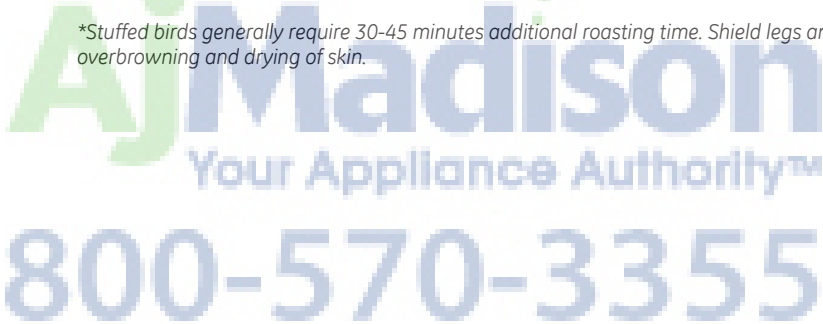 *Stuffed birds generally require 30-45 minutes additional roasting time. Shield legs
overbrowning and drying of skin.
AjMadison
Your Appliance Authority™
800-570-3355